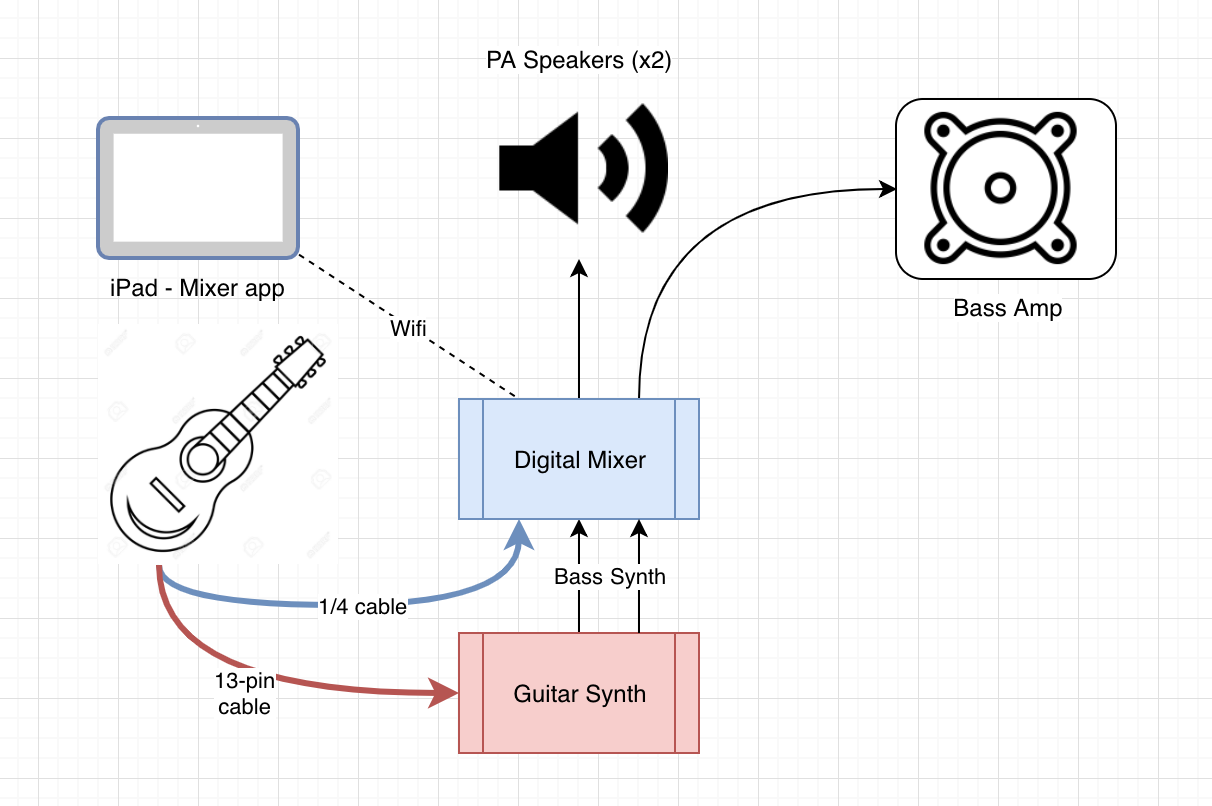 PA Speakers (x2)
iPad - Mixer app
Bass Amp
Wifi
Digital Mixer
Bass Synth
1/4 cable
13-pin
cable
Guitar Synth